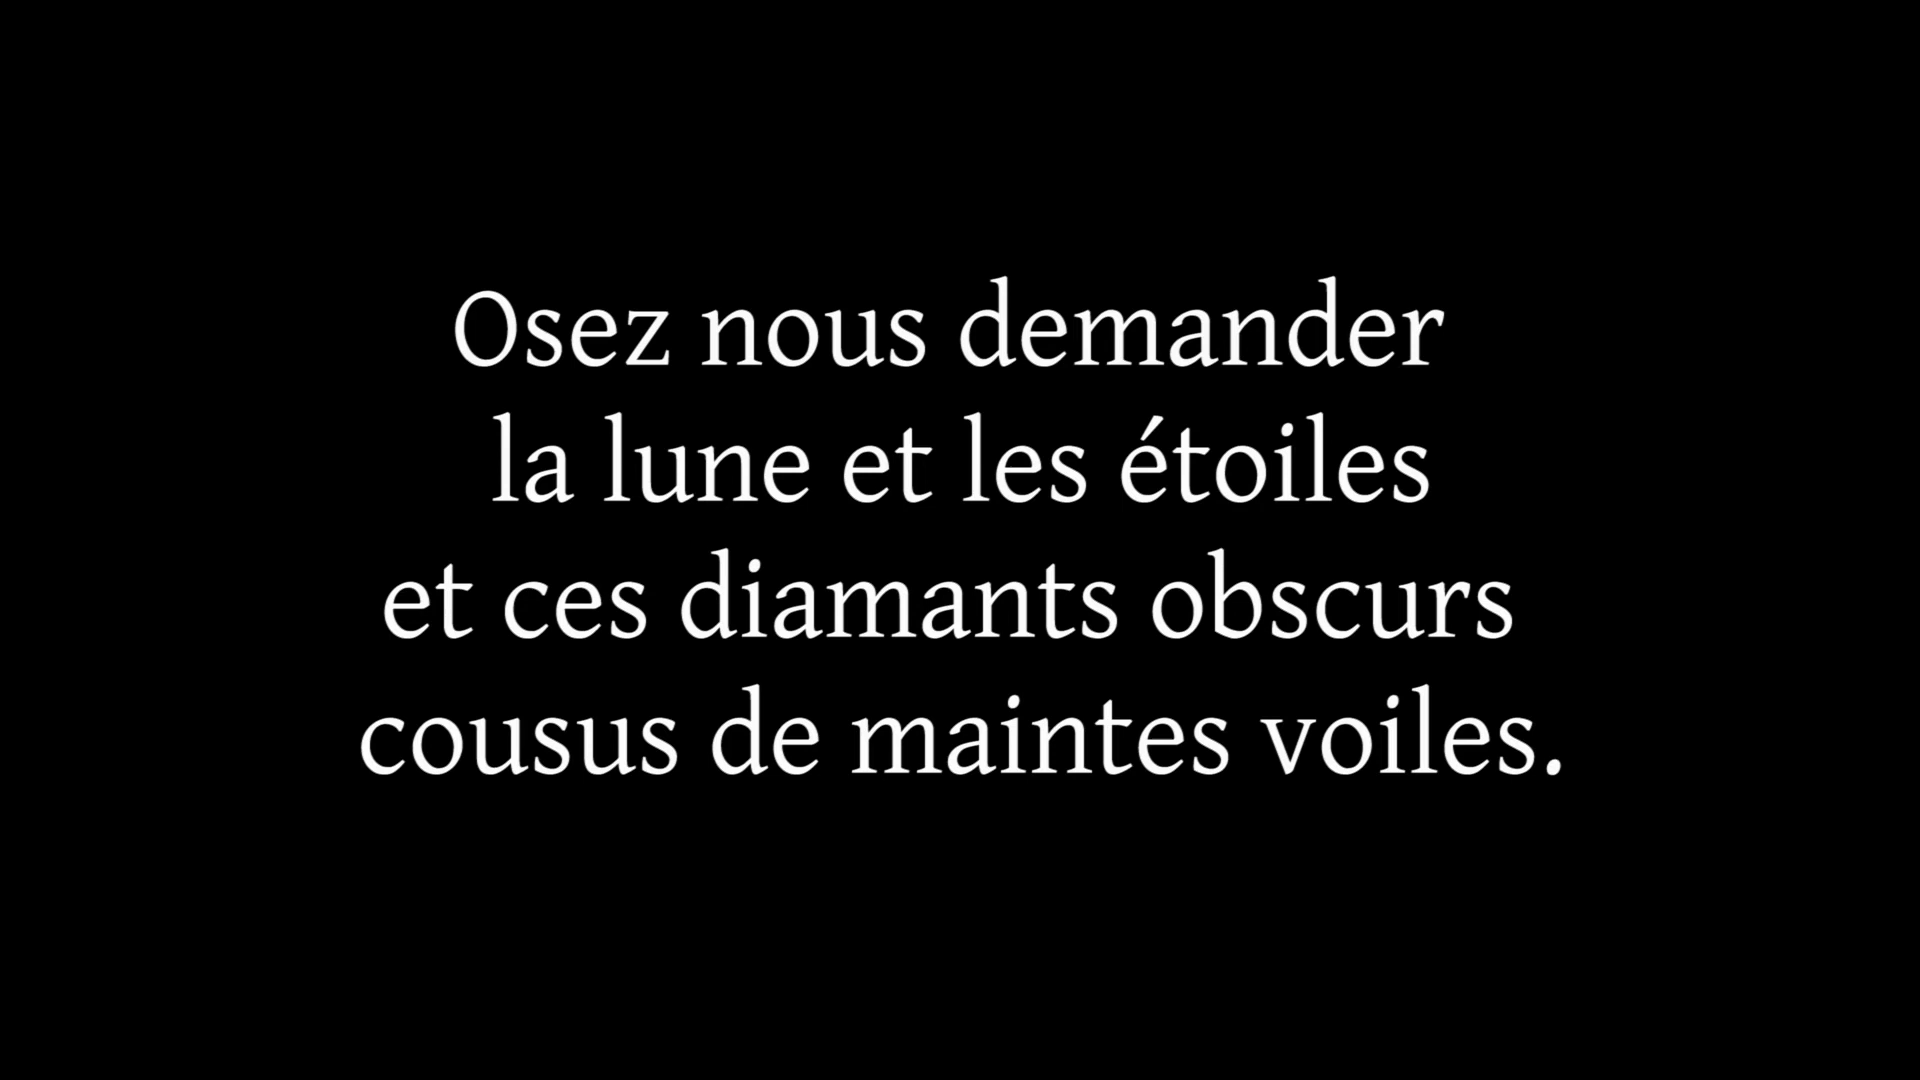 Osez nous demander
la lune et les étoiles
et ces diamants obscurs
cousus de maintes voiles.